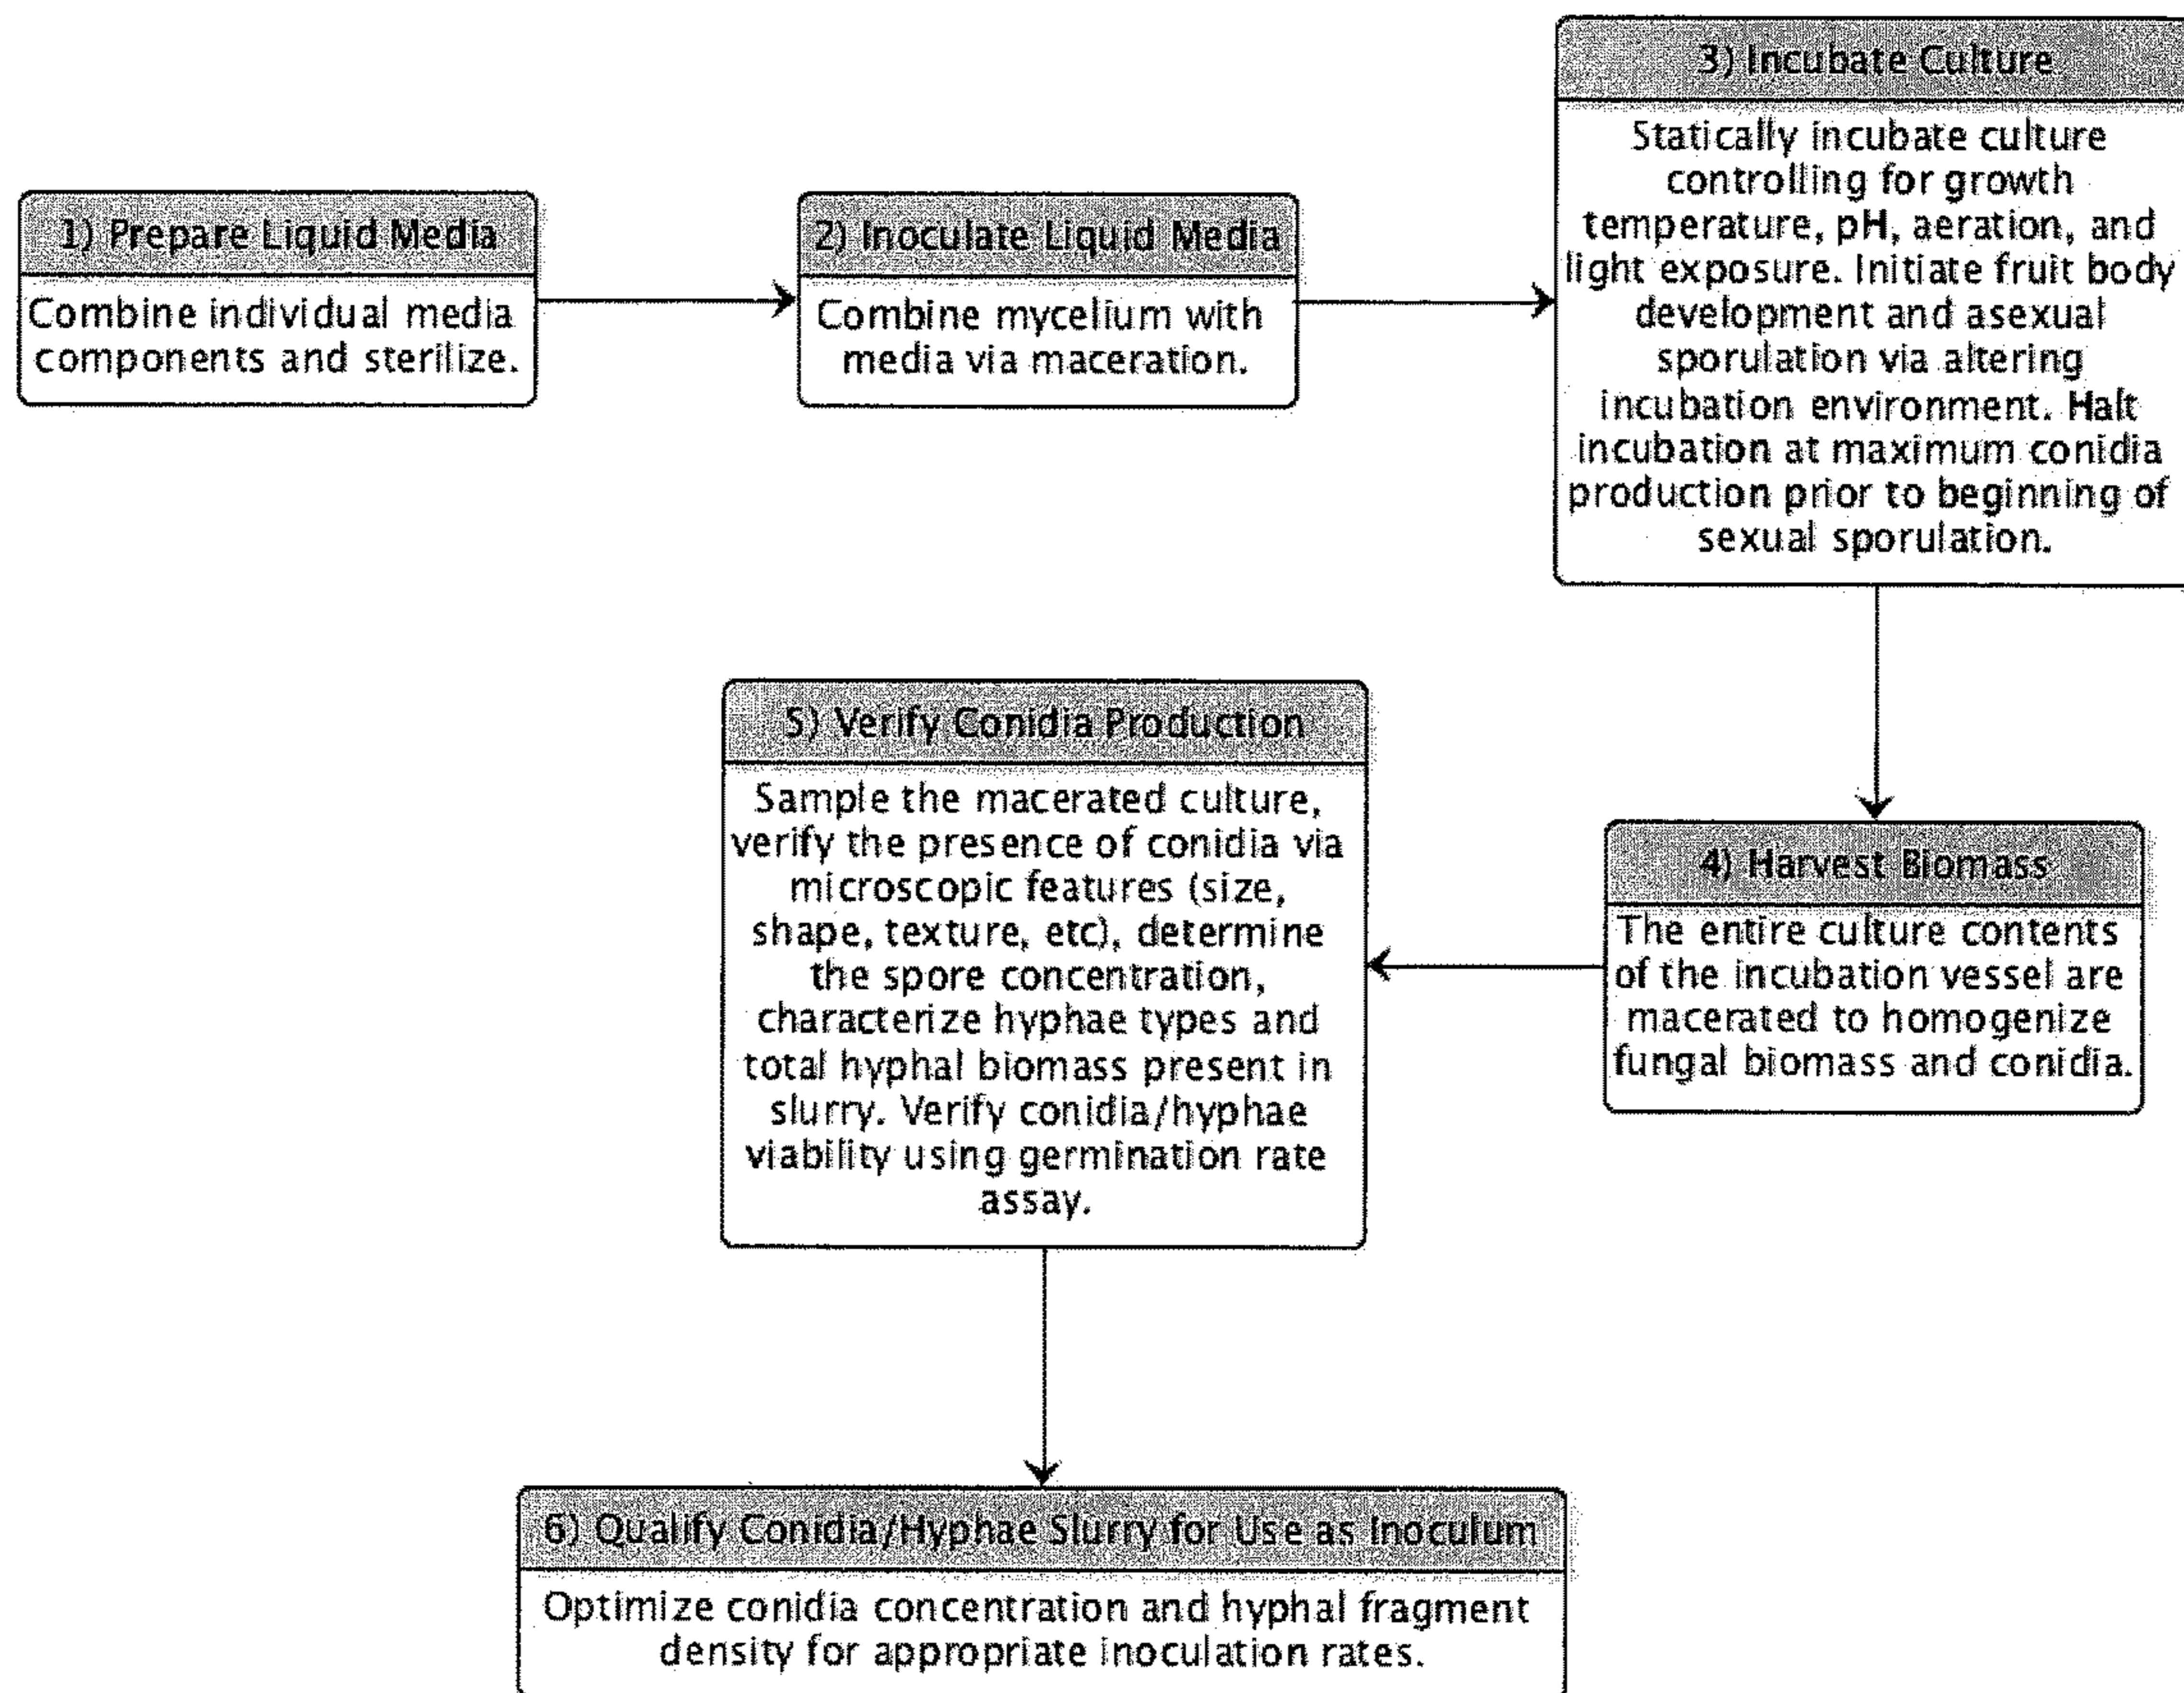 1) Prepare Liquid Media
Combine individual media
components and sterilize.
2) Inoculate Liquid Media
Combine mycelium with
media via maceration.
3) Incubate Culture
Statically incubate culture
controlling for growth
temperature, pH, aeration, and
light exposure. Initiate fruit body
development and asexual
sporulation via altering
incubation environment. Halt
incubation at maximum conidia
production prior to beginning of
sexual sporulation.
4) Harvest Biomass
The entire culture contents
of the incubation vessel are
macerated to homogenize
fungal biomass and conidia.
5) Verify Conidia Production
Sample the macerated culture,
verify the presence of conidia via
microscopic features (size,
shape, texture, etc), determine
the spore concentration,
characterize hyphae types and
total hyphal biomass present in
slurry. Verify conidia/hyphae
viability using germination rate
assay.
6) Qualify Conidia/Hyphae Slurry for Use as Inoculum
Optimize conidia concentration and hyphal fragment
density for appropriate inoculation rates.